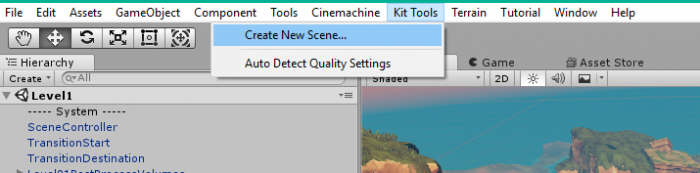 File Edit Assets GameObject Component Tools Cinemachine Kit Tools Terrain Tutorial Window Help
Create New Scene...
Hierarchy
Game Asset Store
Create All
Auto Detect Quality Settings
Shaded 2D
Level1
----- System -----
SceneController
TransitionStart
TransitionDestination